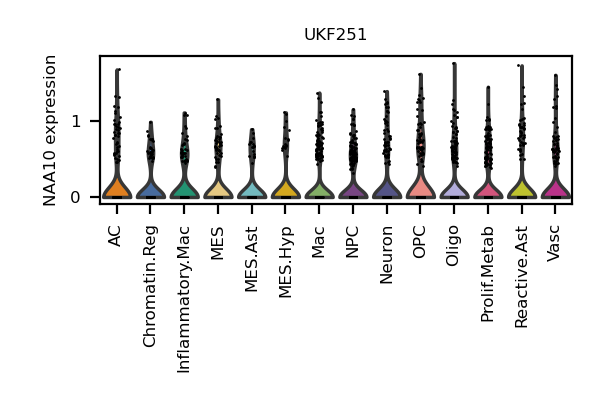 UKF251
NAA10 expression
1
0
AC
Chromatin.Reg
Inflammatory.Mac
MES
MES.Ast
MES.Hyp
Mac
NPC
Neuron
OPC
Oligo
Prolif.Metab
Reactive.Ast
Vasc